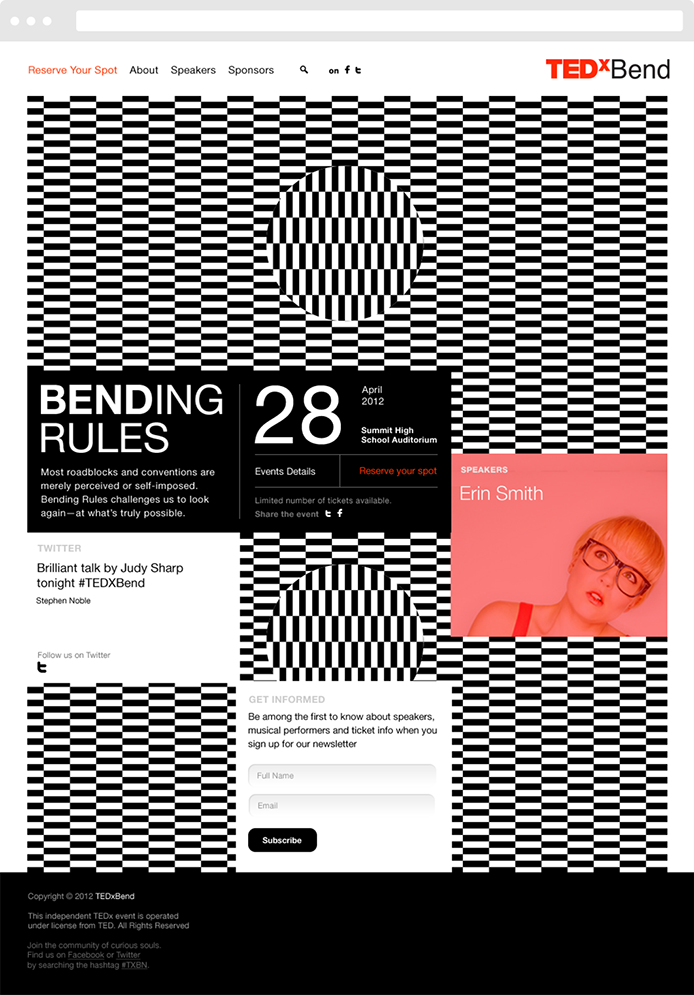 Reserve Your Spot About Speakers Sponsors on
TEDxBend
BENDING
RULES
Most roadblocks and conventions are
merely perceived or self-imposed.
Bending Rules challenges us to look
again—at what's truly possible.
28
April
2012
Summit High
School Auditorium
Events Details
Reserve your spot
Limited number of tickets available.
Share the event
SPEAKERS
Erin Smith
TWITTER
Brilliant talk by Judy Sharp
tonight #TEDXBend
Stephen Noble
Follow us on Twitter
GET INFORMED
Be among the first to know about speakers,
musical performers and ticket info when you
sign up for our newsletter
Full Name
Email
Subscribe
Copyright © 2012 TEDxBend
This independent TEDx event is operated
under license from TED. All Rights Reserved
Join the community of curious souls.
Find us on Facebook or Twitter
by searching the hashtag #TXBN.